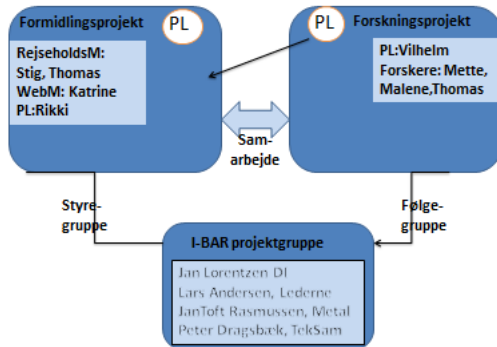 Formidlingsprojekt
PL
RejseholdsM:
Stig, Thomas
WebM: Katrine
PL:Rikki
PL
Forskningsprojekt
PL:Vilhelm
Forskere: Mette,
Malene,Thomas
Sam-
arbejde
Styre-
gruppe
Følge-
gruppe
I-BAR projektgruppe
Jan Lorentzen DI
Lars Andersen, Lederne
JanToft Rasmussen, Metal
Peter Dragsbæk, TekSam